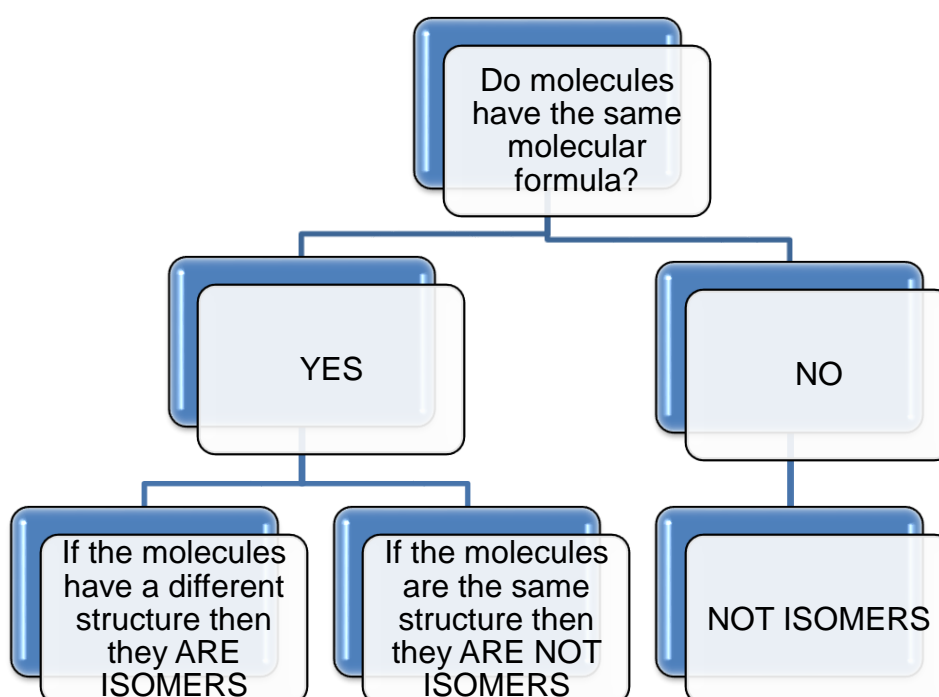 Do molecules
have the same
molecular
formula?
YES
NO
If the molecules
have a different
structure then
they ARE
ISOMERS
If the molecules
are the same
structure then
they ARE NOT
ISOMERS
NOT ISOMERS